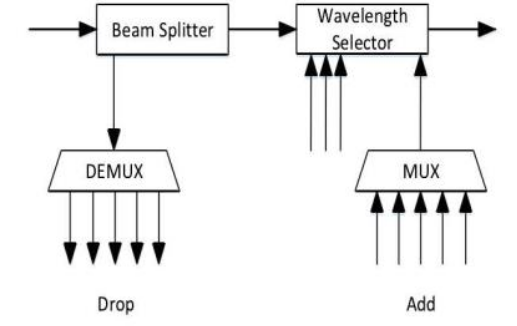 Beam Splitter
Wavelength
Selector
DEMUX
MUX
Drop
Add